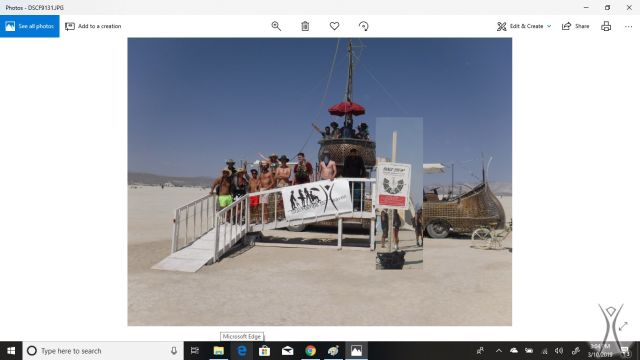 Photos - DSCF9131.JPG
See all photos
Add to a creation
Edit & Create
Share
Microsoft Edge
Type here to search
3:04 PM
3/10/2019